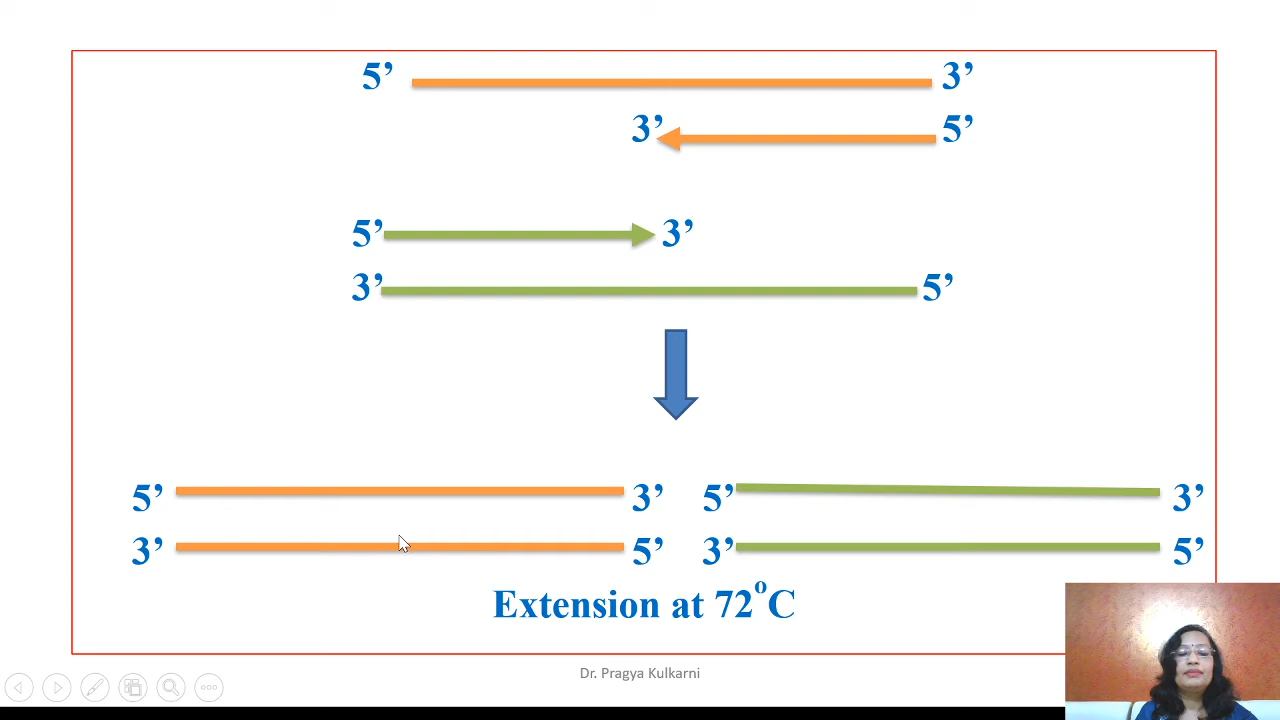 5’ 3’
3’ 5’
5’ 3’
3’ 5’
5’ 3’ 5’ 3’
3’ 5’ 3’ 5’
Extension at 72°C
Dr. Pragya Kulkarni